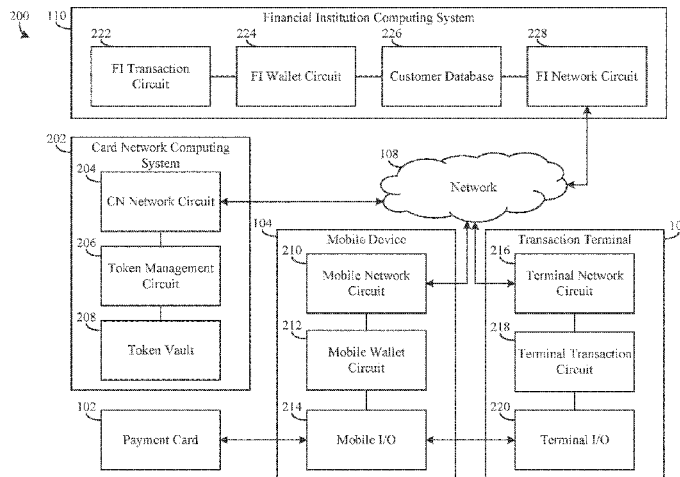 200
110
Financial Institution Computing System
222
FI Transaction
Circuit
224
FI Wallet Circuit
226
Customer Database
228
FI Network Circuit
202
Card Network Computing
System
204
CN Network Circuit
206
Token Management
Circuit
208
Token Vault
108
Network
104
Mobile Device
210
Mobile Network
Circuit
212
Mobile Wallet
Circuit
214
Mobile I/O
Transaction Terminal
216
Terminal Network
Circuit
218
Terminal Transaction
Circuit
220
Terminal I/O
102
Payment Card